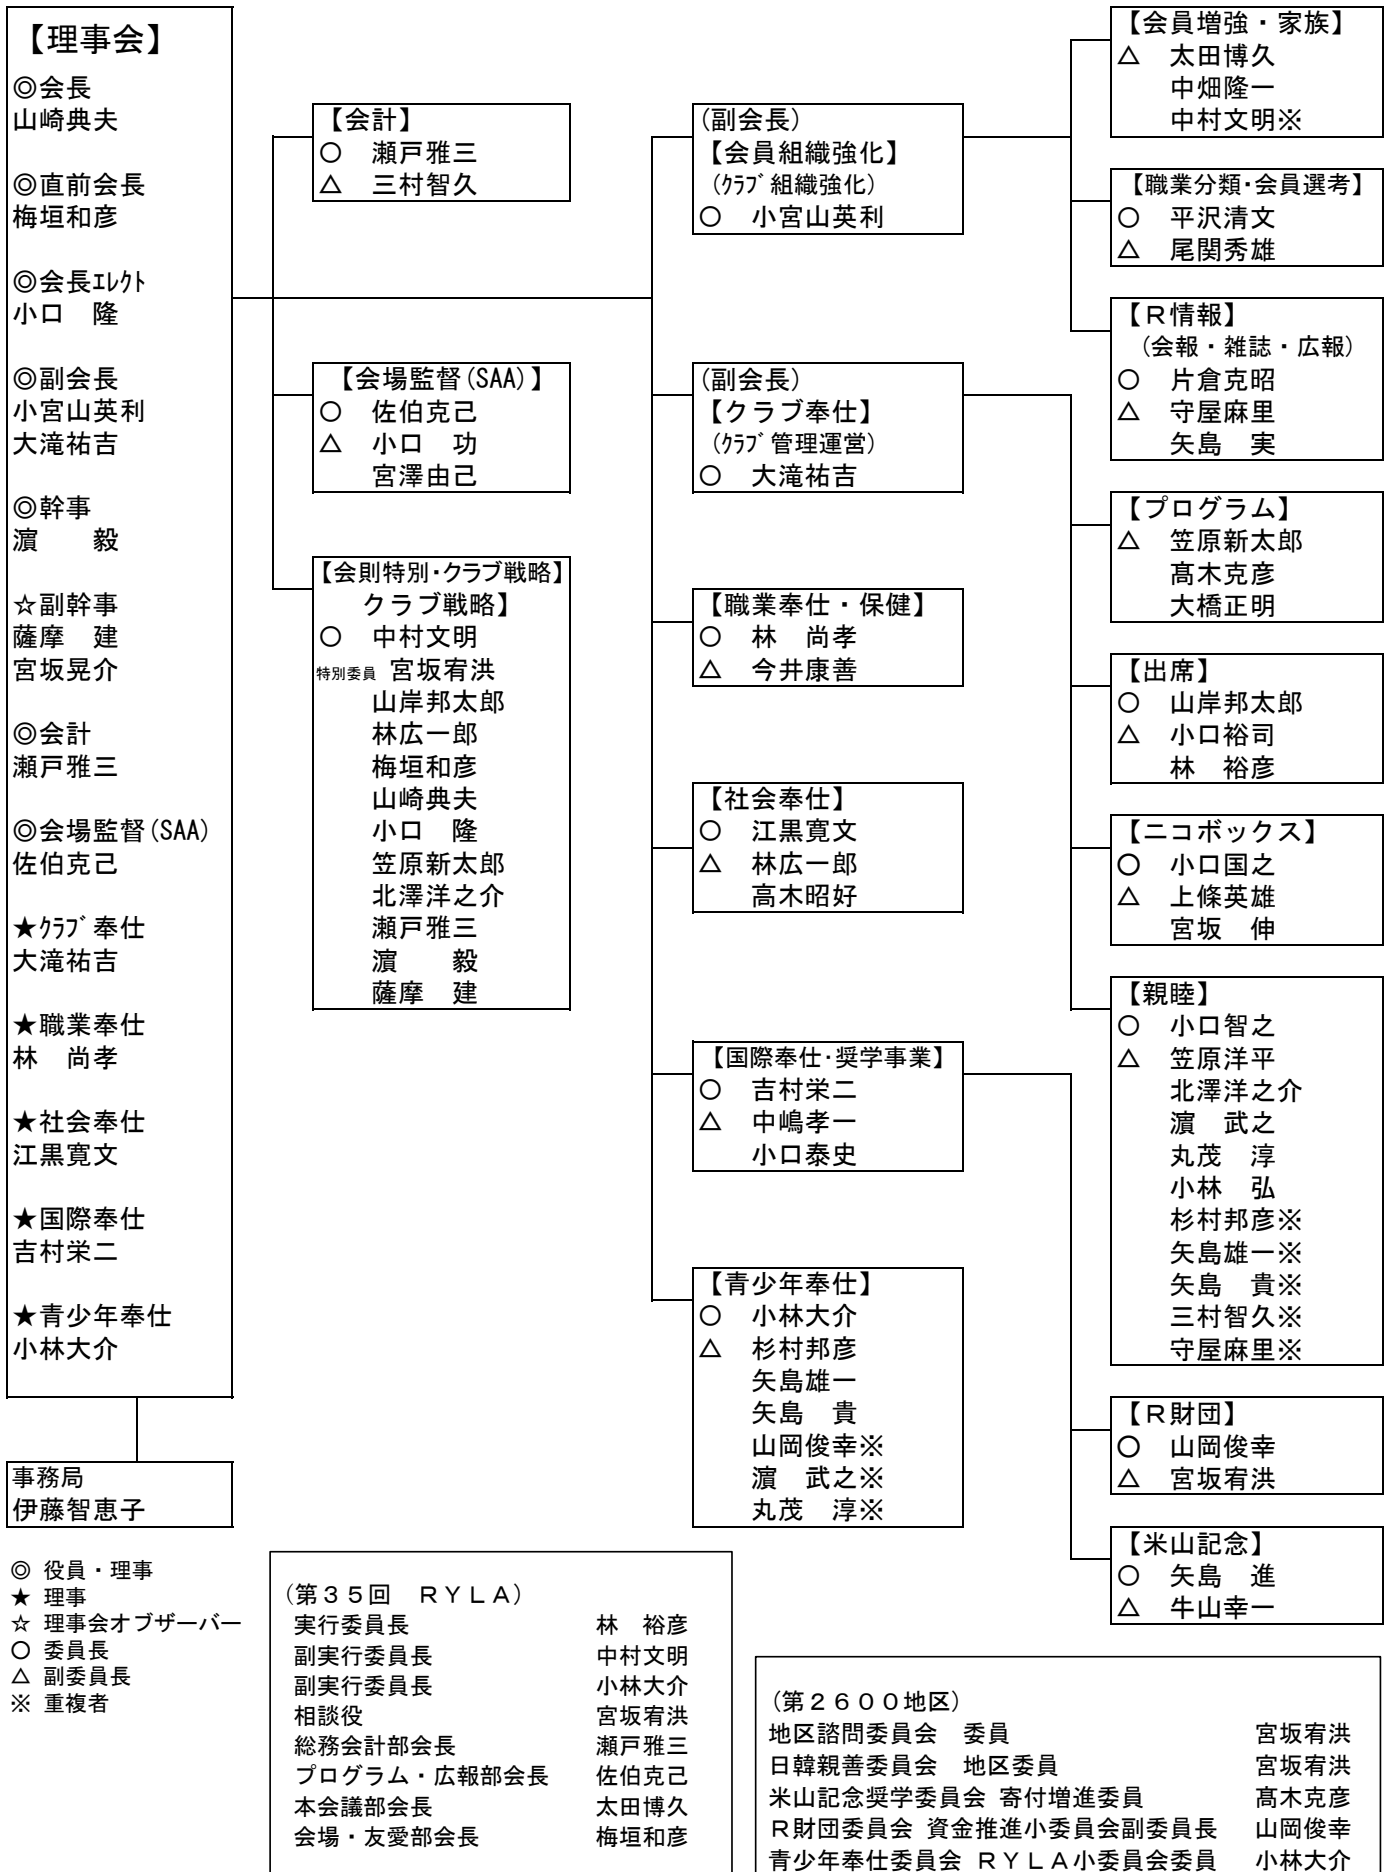 【理事会】
◎会長
山崎典夫
◎直前会長
梅垣和彦
◎会長ｴﾚｸﾄ
小口　隆
◎副会長
小宮山英利
大滝祐吉
◎幹事
濵　　毅
☆副幹事
薩摩　建
宮坂晃介
◎会計
瀬戸雅三
◎会場監督(SAA)
佐伯克己
★ｸﾗﾌﾞ奉仕
大滝祐吉
★職業奉仕
林　尚孝
★社会奉仕
江黒寛文
★国際奉仕
吉村栄二
★青少年奉仕
小林大介
事務局
伊藤智恵子
◎ 役員・理事
★ 理事
☆ 理事会オブザーバー
○ 委員長
△ 副委員長
※ 重複者
【会計】
○　瀬戸雅三
△　三村智久
【会場監督(SAA)】
○　佐伯克己
△　小口　功
宮澤由己
【会則特別･クラブ戦略】
クラブ戦略】
○　中村文明
特別委員 宮坂宥洪
山岸邦太郎
林広一郎
梅垣和彦
山崎典夫
小口　隆
笠原新太郎
北澤洋之介
瀬戸雅三
濵　　毅
薩摩　建
(副会長)
【会員組織強化】
(ｸﾗﾌﾞ組織強化)
○　小宮山英利
(副会長)
【クラブ奉仕】
(ｸﾗﾌﾞ管理運営)
○　大滝祐吉
【職業奉仕・保健】
○　林　尚孝
△　今井康善
【社会奉仕】
○　江黒寛文
△　林広一郎
高木昭好
【国際奉仕･奨学事業】
○　吉村栄二
△　中嶋孝一
小口泰史
【青少年奉仕】
○　小林大介
△　杉村邦彦
矢島雄一
矢島　貴
山岡俊幸※
濵　武之※
丸茂　淳※
【会員増強・家族】
△　太田博久
中畑隆一
中村文明※
【職業分類･会員選考】
○　平沢清文
△　尾関秀雄
【Ｒ情報】
(会報・雑誌・広報)
○　片倉克昭
△　守屋麻里
矢島　実
【プログラム】
△　笠原新太郎
髙木克彦
大橋正明
【出席】
○　山岸邦太郎
△　小口裕司
林　裕彦
【ニコボックス】
○　小口国之
△　上條英雄
宮坂　伸
【親睦】
○　小口智之
△　笠原洋平
北澤洋之介
濵　武之
丸茂　淳
小林　弘
杉村邦彦※
矢島雄一※
矢島　貴※
三村智久※
守屋麻里※
【Ｒ財団】
○　山岡俊幸
△　宮坂宥洪
【米山記念】
○　矢島　進
△　牛山幸一
(第３５回　ＲＹＬＡ)
実行委員長　林　裕彦
副実行委員長　中村文明
副実行委員長　小林大介
相談役　宮坂宥洪
総務会計部会長　瀬戸雅三
プログラム・広報部会長　佐伯克己
本会議部会長　太田博久
会場・友愛部会長　梅垣和彦
(第２６００地区)
地区諮問委員会　委員　宮坂宥洪
日韓親善委員会　地区委員　宮坂宥洪
米山記念奨学委員会 寄付増進委員　髙木克彦
Ｒ財団委員会 資金推進小委員会副委員長　山岡俊幸
青少年奉仕委員会 ＲＹＬＡ小委員会委員　小林大介